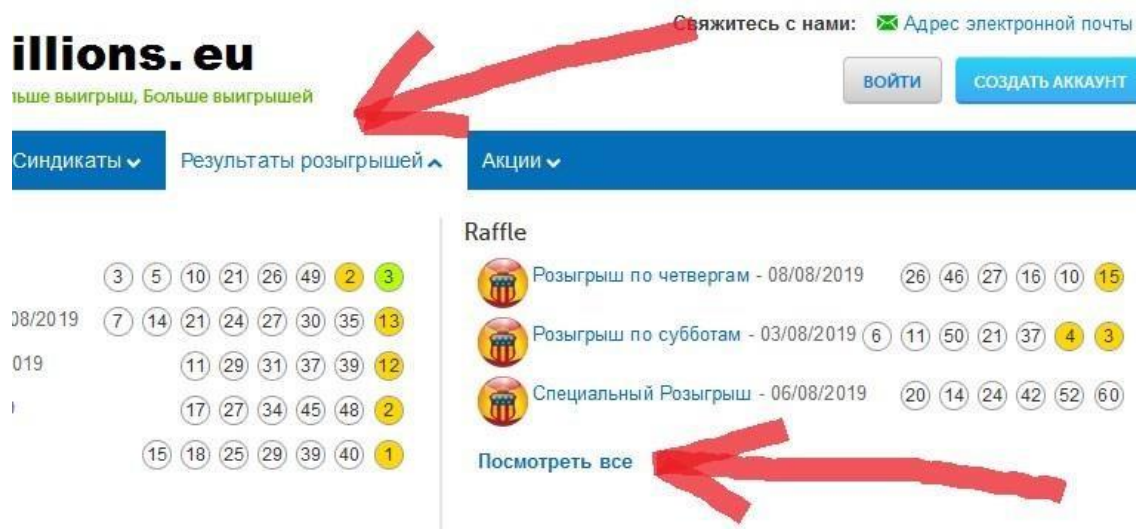 Свяжитесь с нами: Адрес электронной почты
illions.eu
ВОЙТИ СОЗДАТЬ АККАУНТ
льше выигрыш, Больше выигрышей
Синдикаты Результаты розыгрышей Акции
Raffle
3 5 10 21 26 49 2 3
Розыгрыш по четвергам - 08/08/2019 26 46 27 16 10 15
08/2019 7 14 21 24 27 30 35 13
Розыгрыш по субботам - 03/08/2019 6 11 50 21 37 4 3
019 11 29 31 37 39 12
Специальный Розыгрыш - 06/08/2019 20 14 24 42 52 60
17 27 34 45 48 2
15 18 25 29 39 40 1
Посмотреть все